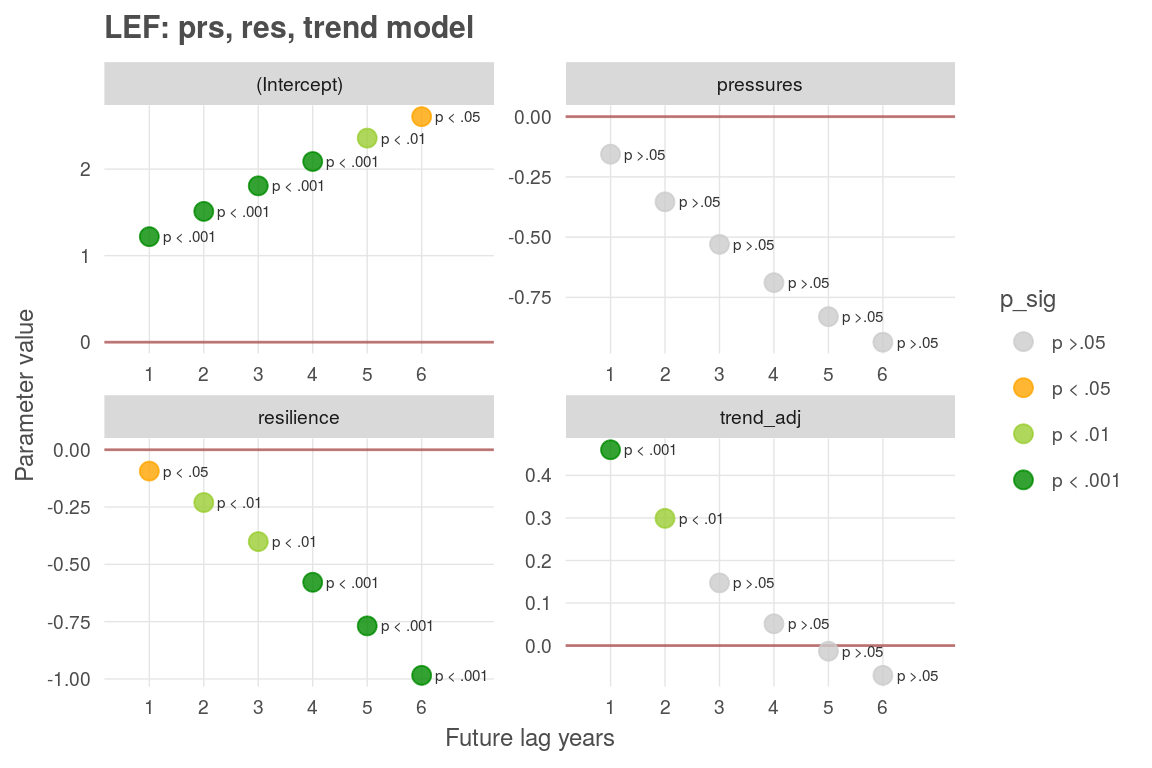 LEF: prs, res, trend model
(Intercept)
p < .05
p < .01
p < .001
p < .001
p < .001
p < .001
2
1
0
1 2 3 4 5 6
pressures
0.00
-0.25
-0.50
-0.75
p >.05
p >.05
p >.05
p >.05
p >.05
p >.05
1 2 3 4 5 6
resilience
0.00
-0.25
-0.50
-0.75
-1.00
p < .05
p < .01
p < .01
p < .001
p < .001
p < .001
1 2 3 4 5 6
trend_adj
0.4
0.3
0.2
0.1
0.0
p < .001
p < .01
p >.05
p >.05
p >.05
p >.05
1 2 3 4 5 6
Parameter value
Future lag years
p_sig
p >.05
p < .05
p < .01
p < .001